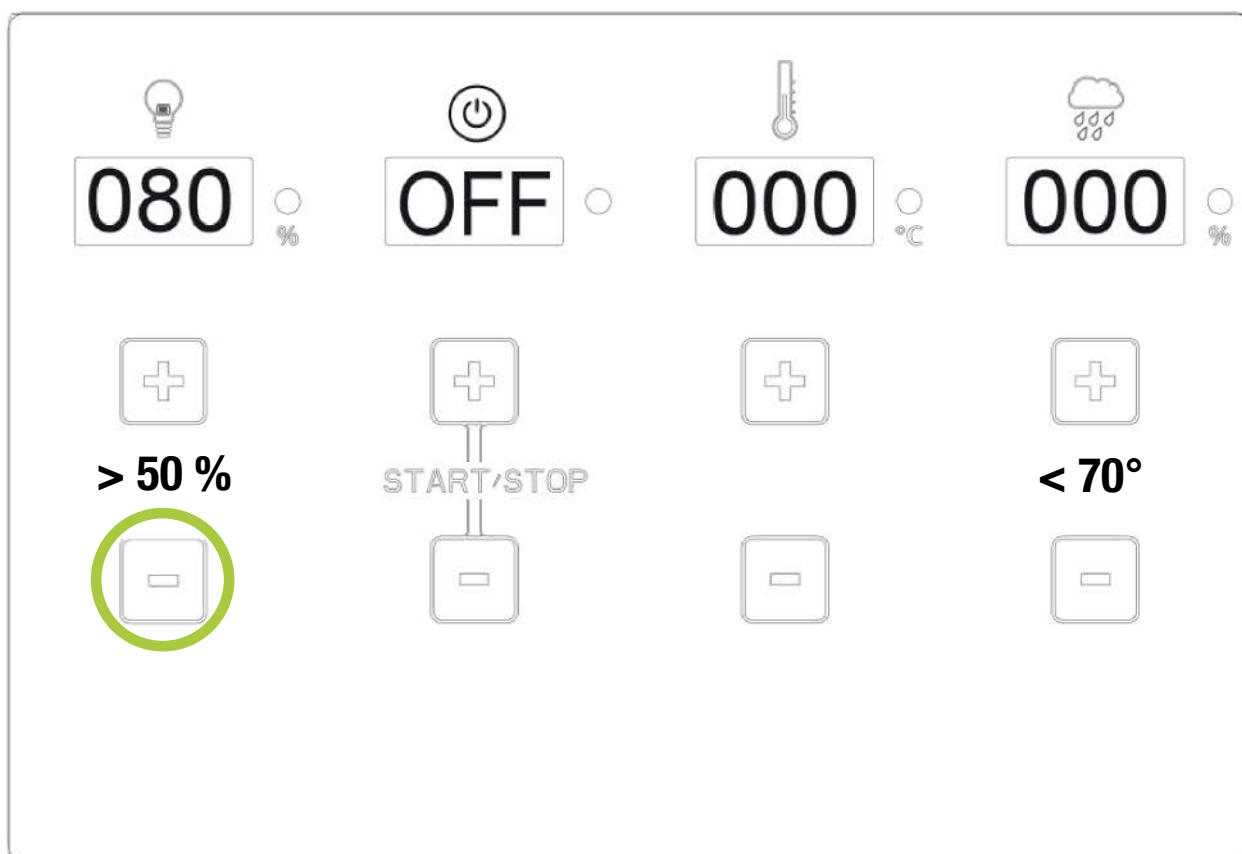 080 OFF 000 000
% °C %
+ + + +
> 50 % START/STOP < 70°
- - - -